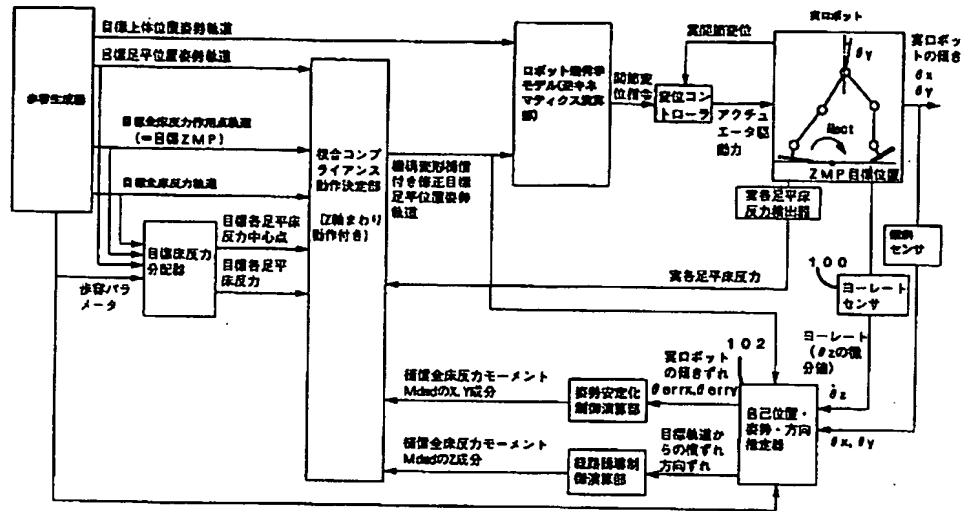 歩容生成器
目標上体位置姿勢軌道
目標足平位置姿勢軌道
目標全床反力作用点軌道
(=目標ZMP)
目標全床反力軌道
目標床反力
分配器
歩容パラ
メータ
目標各足平床
反力中心点
目標各足平
床反力
複合コンプ
ライアンス
動作決定部
(Z軸まわり
動作付き)
機構変形補償
付き修正目標
足平位置姿勢
軌道
ロボット幾何学
モデル(逆キネ
マティクス演算
部)
関節変
位指令
実関節変位
変位コン
トローラ
アクチュ
エータ駆
動力
実ロボット
θy
Mact
ZMP目標位置
実ロボッ
トの傾き
θx
θy
実各足平床
反力検出器
傾斜セ
ンサ
実各足平床反力
100
ヨーレート
センサ
ヨーレート
(θzの微
分値)
θ̇z
θx, θy
102
実ロボット
の傾きずれ
θerrx,θerry
自己位置・
姿勢・方向
推定器
目標軌道か
らの横ずれ
方向ずれ
補償全床反力モーメント
MdmdのX, Y成分
姿勢安定化
制御演算部
補償全床反力モーメント
MdmdのZ成分
経路誘導制
御演算部